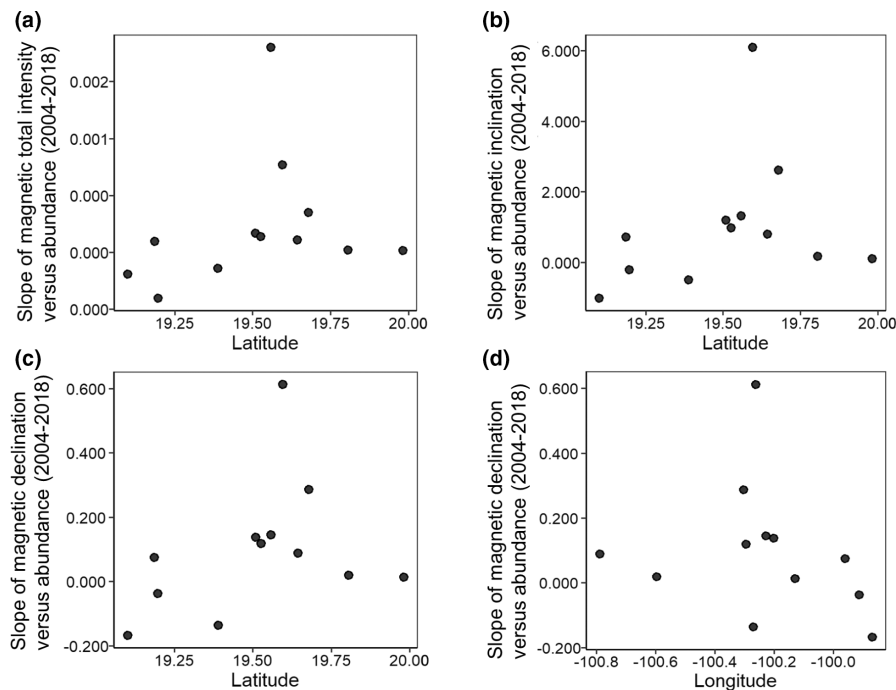 (a)
Slope of magnetic total intensity
versus abundance (2004-2018)
0.002
0.001
0.000
0.000
0.000
19.25 19.50 19.75 20.00
Latitude
(b)
Slope of magnetic inclination
versus abundance (2004-2018)
6.000
4.000
2.000
0.000
19.25 19.50 19.75 20.00
Latitude
(c)
Slope of magnetic declination
versus abundance (2004-2018)
0.600
0.400
0.200
0.000
-0.200
19.25 19.50 19.75 20.00
Latitude
(d)
Slope of magnetic declination
versus abundance (2004-2018)
0.600
0.400
0.200
0.000
-0.200
-100.8 -100.6 -100.4 -100.2 -100.0
Longitude